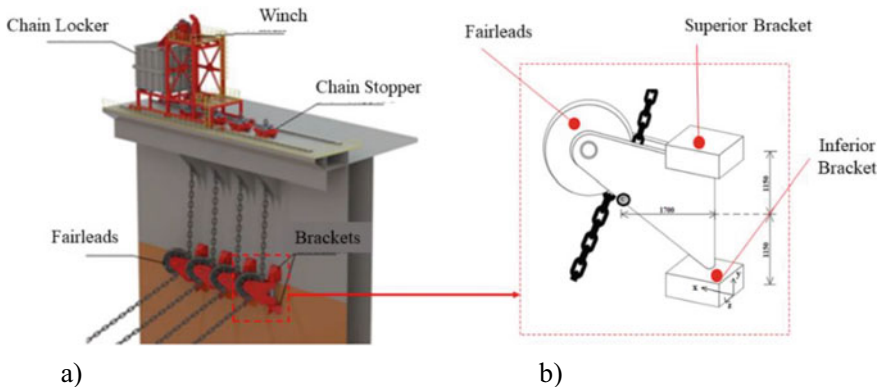 Chain Locker
Winch
Chain Stopper
Fairleads
Brackets
a)
Fairleads
Superior Bracket
Inferior
Bracket
1150
1700
1150
x
y
z
b)